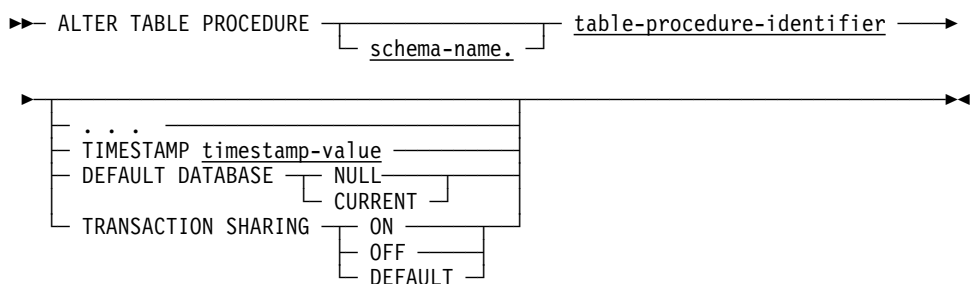 ALTER TABLE PROCEDURE table-procedure-identifier
schema-name.
. . .
TIMESTAMP timestamp-value
DEFAULT DATABASE NULL
CURRENT
TRANSACTION SHARING ON
OFF
DEFAULT